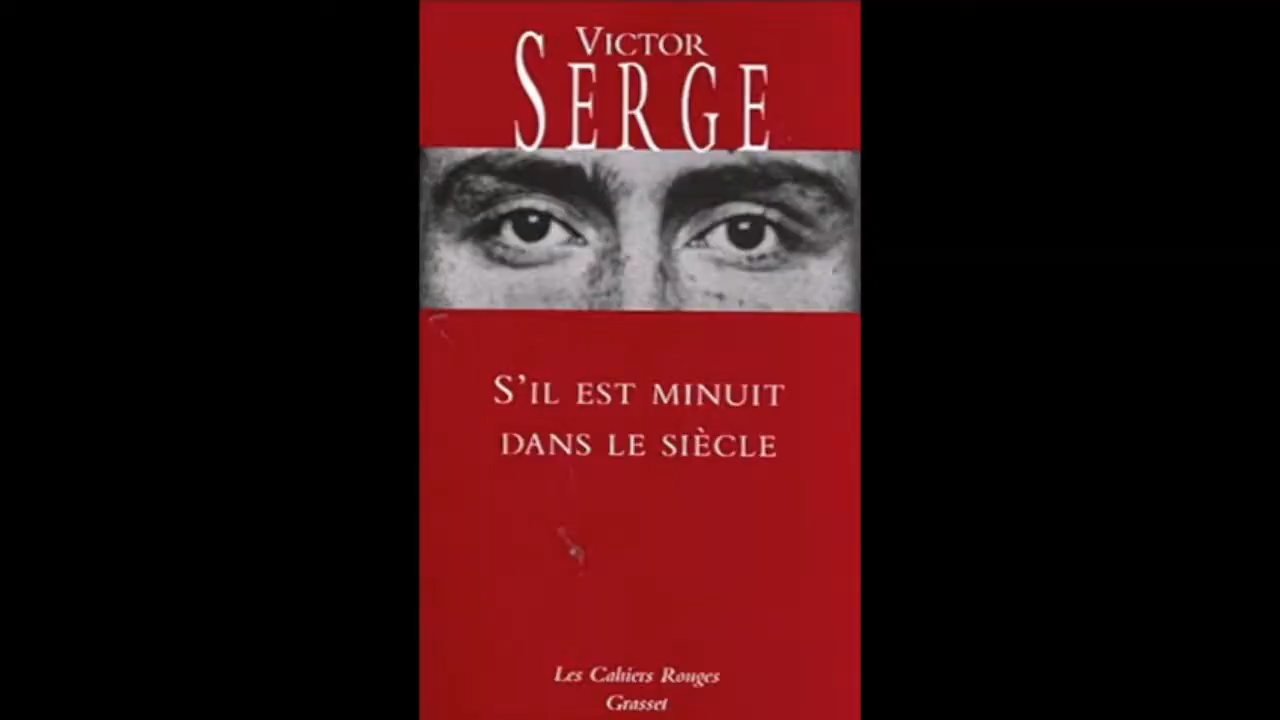 VICTOR
SERGE
S'IL EST MINUIT
DANS LE SIÈCLE
Les Cahiers Rouges
Grasset